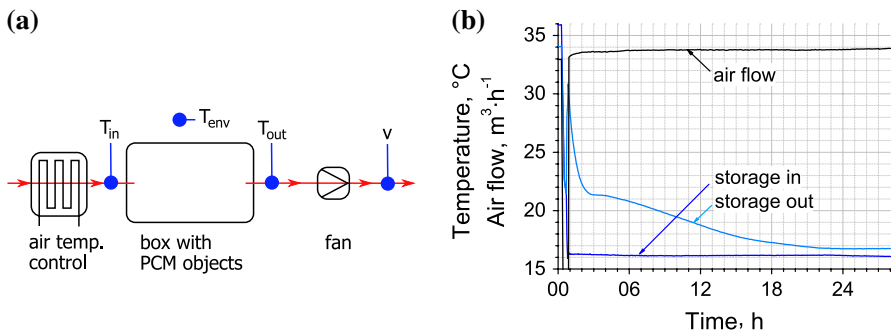 (a)
T_in
T_env
T_out
v
air temp.
control
box with
PCM objects
fan
(b)
Temperature, °C
Air flow, m³·h⁻¹
35
30
25
20
15
air flow
storage in
storage out
00
06
12
18
24
Time, h